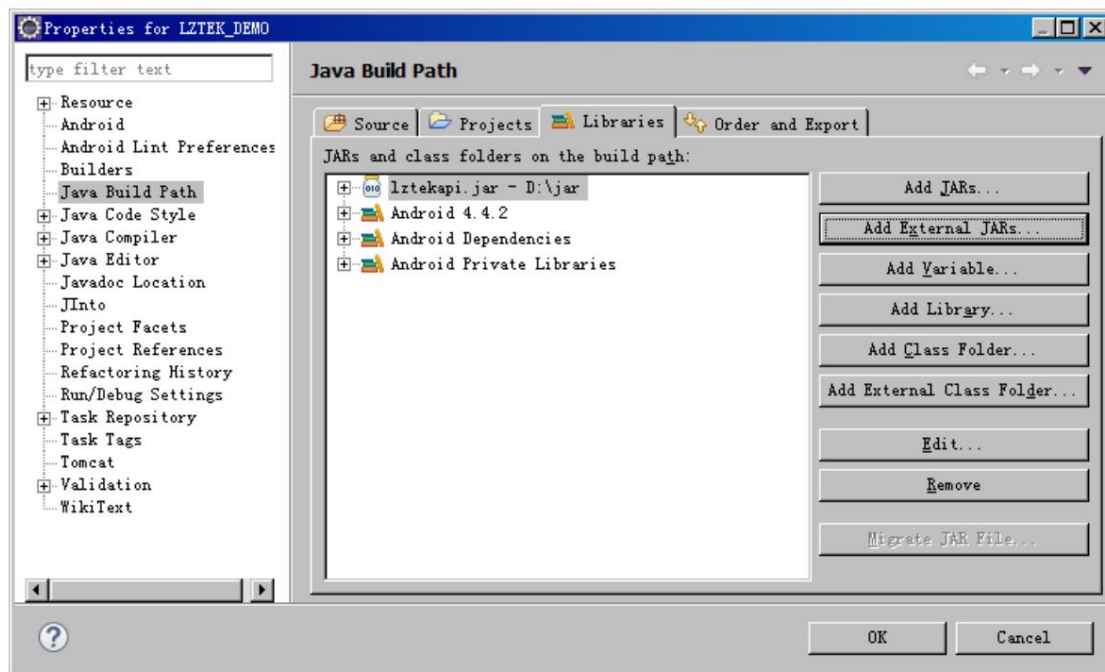 Properties for LZTEK_DEMO
type filter text
Resource
Android
Android Lint Preferences
Builders
Java Build Path
Java Code Style
Java Compiler
Java Editor
Javadoc Location
JInto
Project Facets
Project References
Refactoring History
Run/Debug Settings
Task Repository
Task Tags
Tomcat
Validation
WikiText
Java Build Path
Source Projects Libraries Order and Export
JARs and class folders on the build path:
010 lztekapi.jar - D:\jar
Android 4.4.2
Android Dependencies
Android Private Libraries
Add JARs...
Add External JARs...
Add Variable...
Add Library...
Add Class Folder...
Add External Class Folder...
Edit...
Remove
Migrate JAR File...
OK Cancel